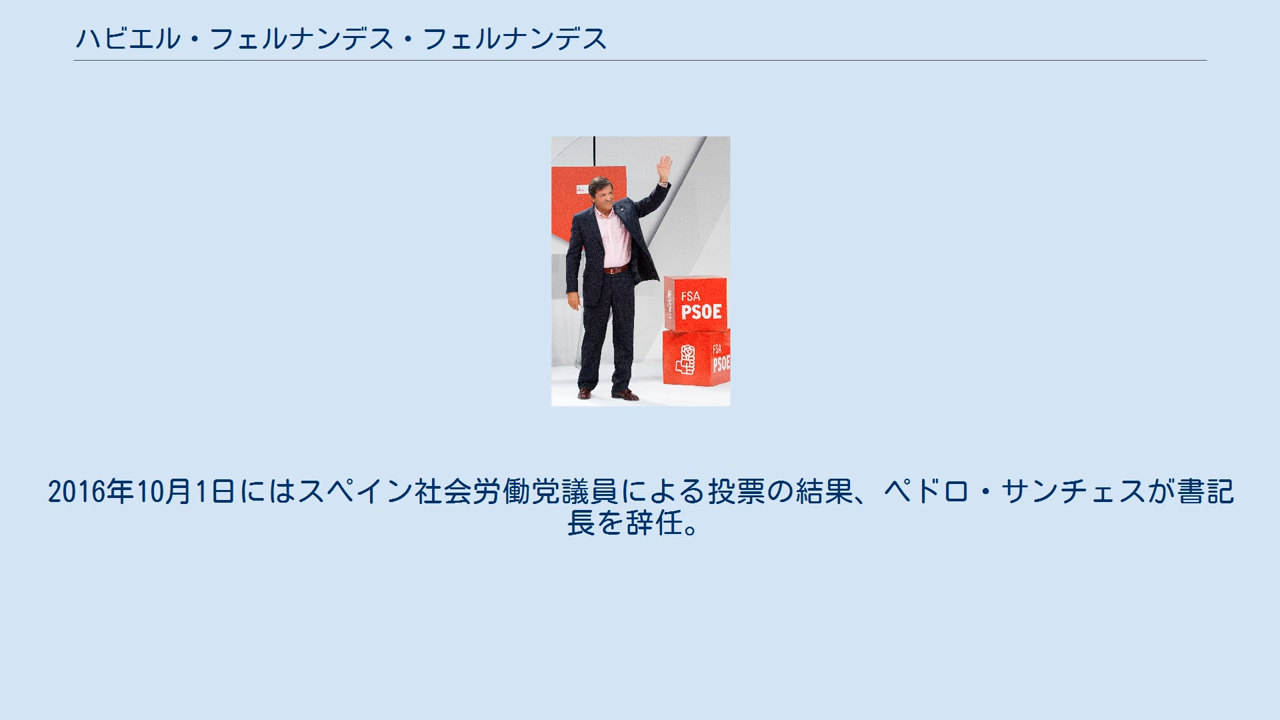 ハビエル・フェルナンデス・フェルナンデス
FSA
PSOE
FSA
PSOE
2016年10月1日にはスペイン社会労働党議員による投票の結果、ペドロ・サンチェスが書記
長を辞任。